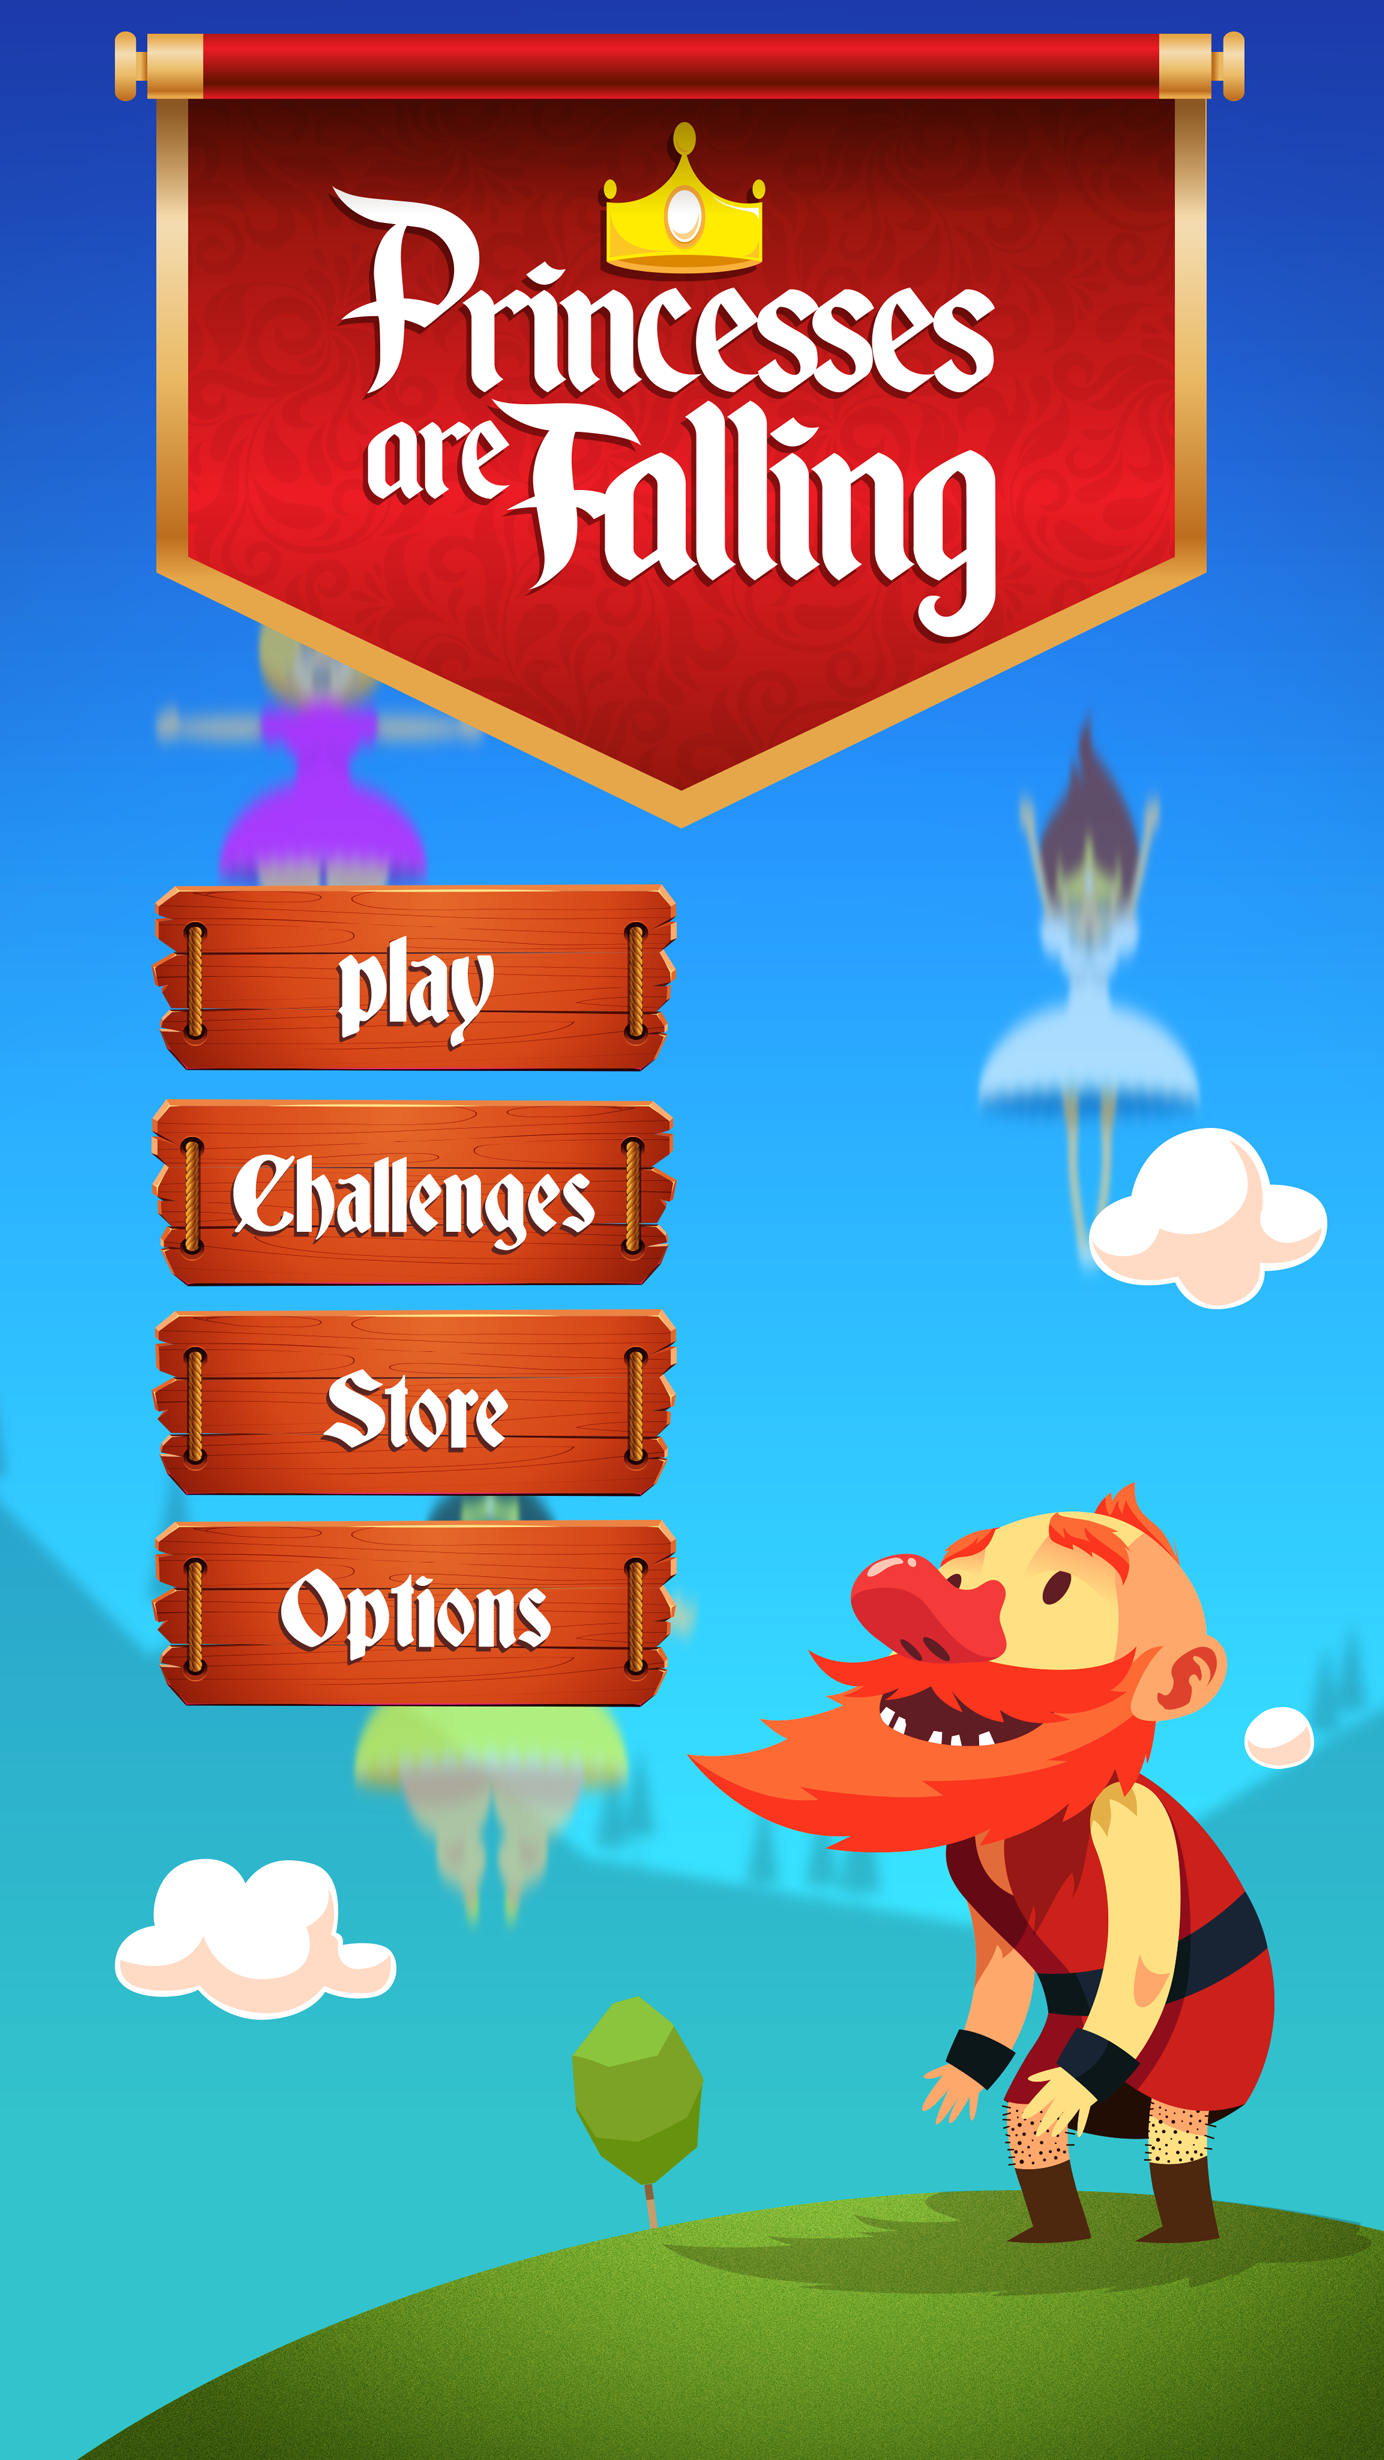 Princesses
are Falling
play
Challenges
Store
Options